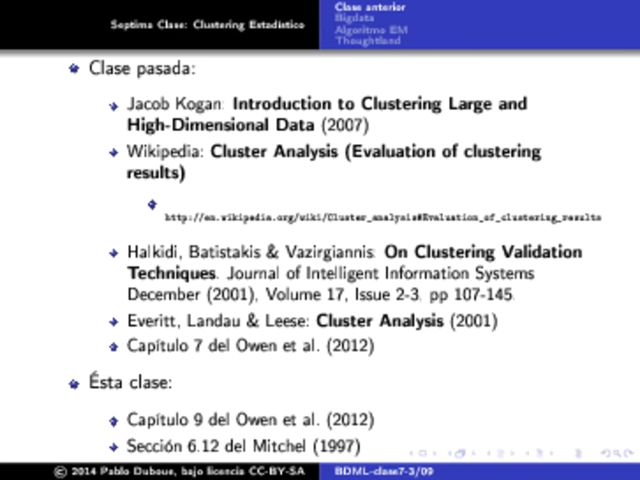 Septima Clase: Clustering Estadístico
Clase anterior
Bigdata
Algoritmo EM
Thoughtland
Clase pasada:
Jacob Kogan: Introduction to Clustering Large and
High-Dimensional Data (2007)
Wikipedia: Cluster Analysis (Evaluation of clustering
results)
http://en.wikipedia.org/wiki/Cluster_analysis#Evaluation_of_clustering_results
Halkidi, Batistakis & Vazirgiannis: On Clustering Validation
Techniques. Journal of Intelligent Information Systems
December (2001), Volume 17, Issue 2-3, pp 107-145.
Everitt, Landau & Leese: Cluster Analysis (2001)
Capítulo 7 del Owen et al. (2012)
Ésta clase:
Capítulo 9 del Owen et al. (2012)
Sección 6.12 del Mitchel (1997)
© 2014 Pablo Duboue, bajo licencia CC-BY-SA
BDML-clase7-3/09